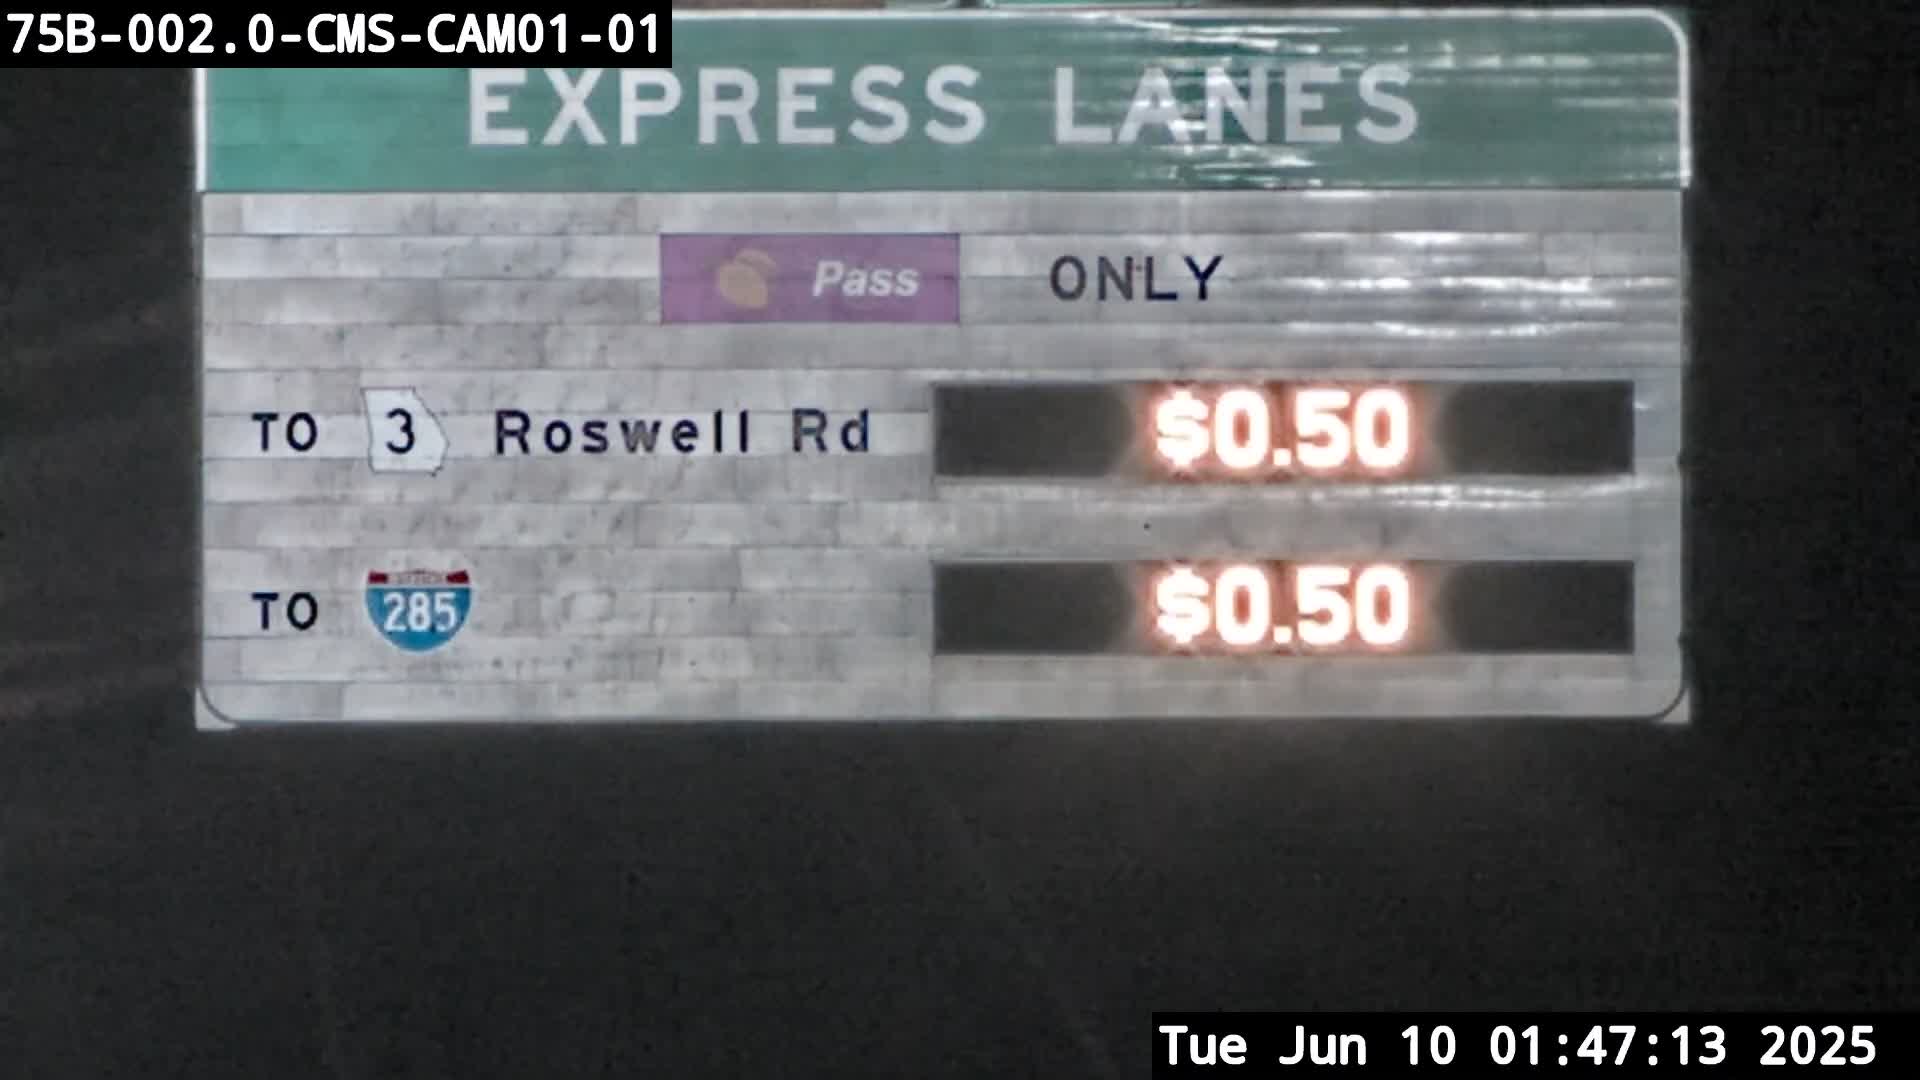 75B-002.0-CMS-CAM01-01
EXPRESS LANES
Pass ONLY
TO 3 Roswell Rd $0.50
TO 285 $0.50
Tue Jun 10 01:47:13 2025